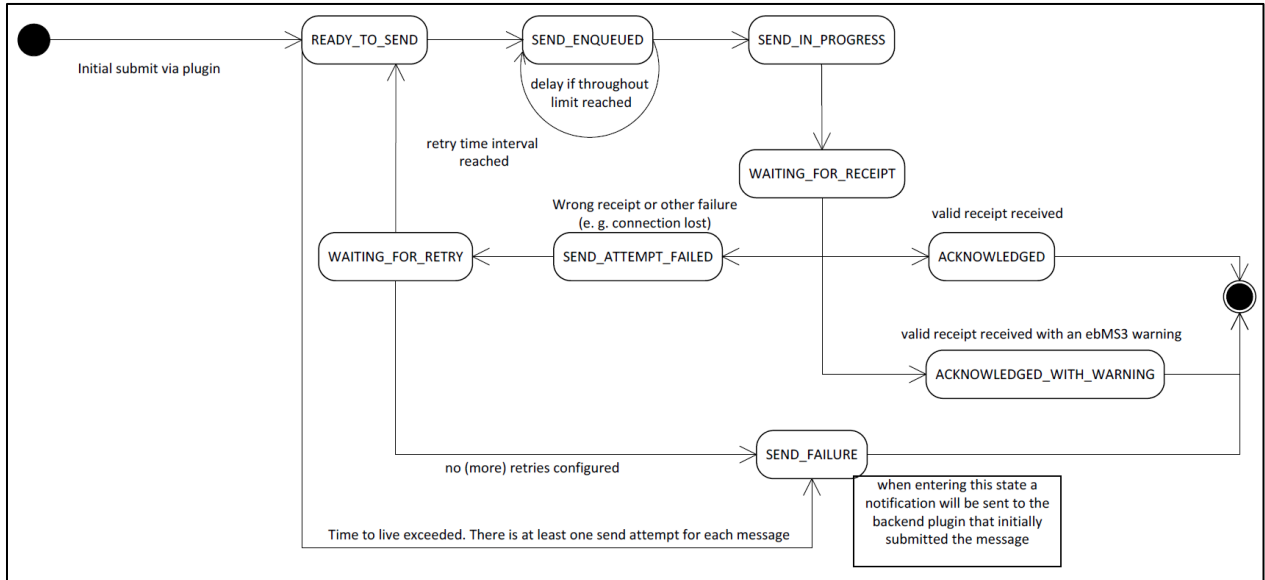 READY_TO_SEND
SEND_ENQUEUED
SEND_IN_PROGRESS
Initial submit via plugin
delay if throughout
limit reached
retry time interval
reached
WAITING_FOR_RECEIPT
Wrong receipt or other failure
(e. g. connection lost)
valid receipt received
WAITING_FOR_RETRY
SEND_ATTEMPT_FAILED
ACKNOWLEDGED
valid receipt received with an ebMS3 warning
ACKNOWLEDGED_WITH_WARNING
SEND_FAILURE
no (more) retries configured
when entering this state a
notification will be sent to the
backend plugin that initially
submitted the message
Time to live exceeded. There is at least one send attempt for each message